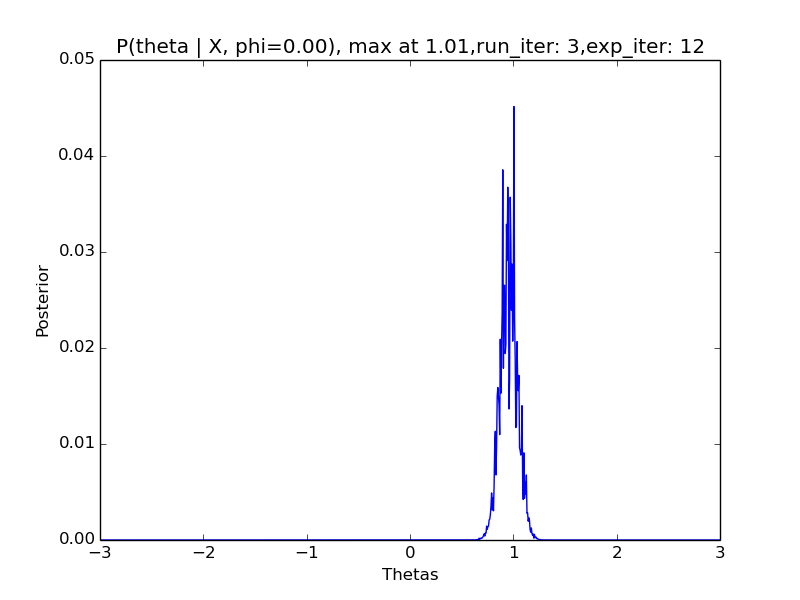 P(theta | X, phi=0.00), max at 1.01,run_iter: 3,exp_iter: 12
0.05
0.04
0.03
0.02
0.01
0.00
Posterior
−3 −2 −1 0 1 2 3
Thetas